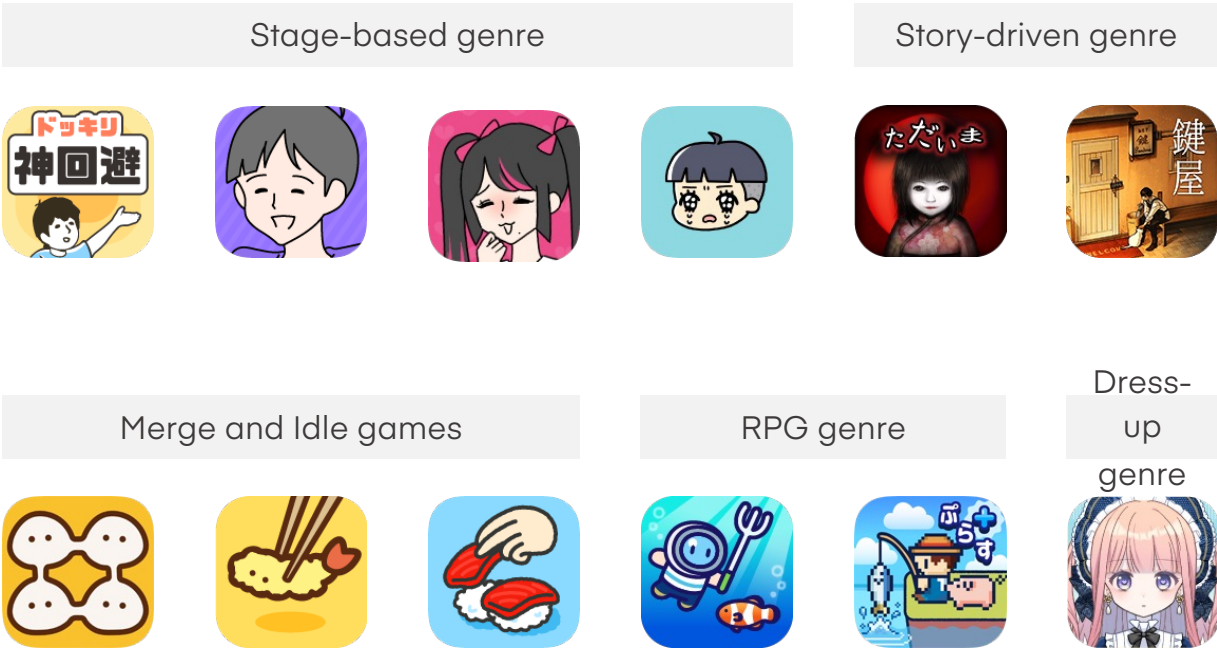 Stage-based genre
Story-driven genre
ドッキリ
神回避
ただいま
鍵屋
Merge and Idle games
RPG genre
Dress-
up
genre
ぷらす+